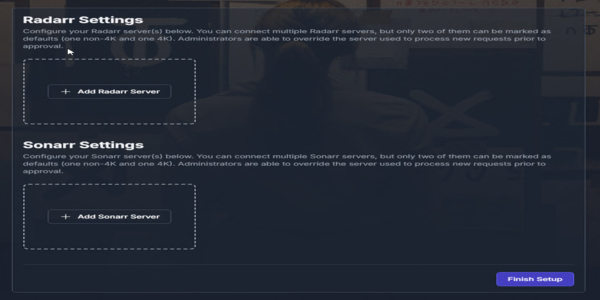 Radarr Settings
Configure your Radarr server(s) below. You can connect multiple Radarr servers, but only two of them can be marked as
defaults (one non-4K and one 4K). Administrators are able to override the server used to process new requests prior to
approval.
+ Add Radarr Server
Sonarr Settings
Configure your Sonarr server(s) below. You can connect multiple Sonarr servers, but only two of them can be marked as
defaults (one non-4K and one 4K). Administrators are able to override the server used to process new requests prior to
approval.
+ Add Sonarr Server
Finish Setup